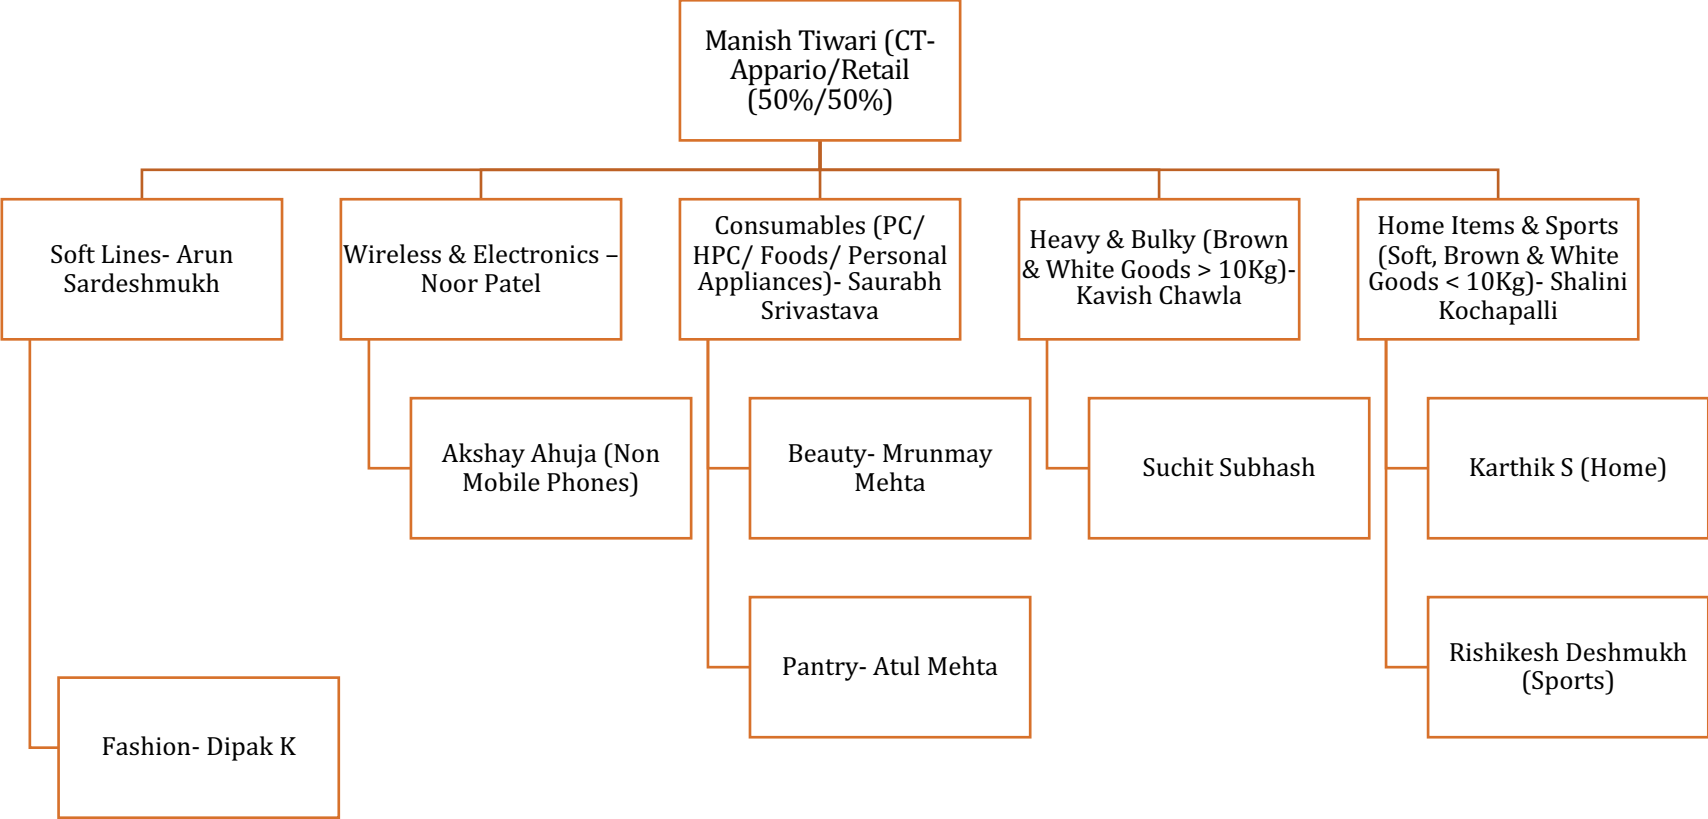 Manish Tiwari (CT-
Appario/Retail
(50%/50%)
Soft Lines- Arun
Sardeshmukh
Wireless & Electronics –
Noor Patel
Consumables (PC/
HPC/ Foods/ Personal
Appliances)- Saurabh
Srivastava
Heavy & Bulky (Brown
& White Goods > 10Kg)-
Kavish Chawla
Home Items & Sports
(Soft, Brown & White
Goods < 10Kg)- Shalini
Kochapalli
Akshay Ahuja (Non
Mobile Phones)
Beauty- Mrunmay
Mehta
Suchit Subhash
Karthik S (Home)
Pantry- Atul Mehta
Rishikesh Deshmukh
(Sports)
Fashion- Dipak K